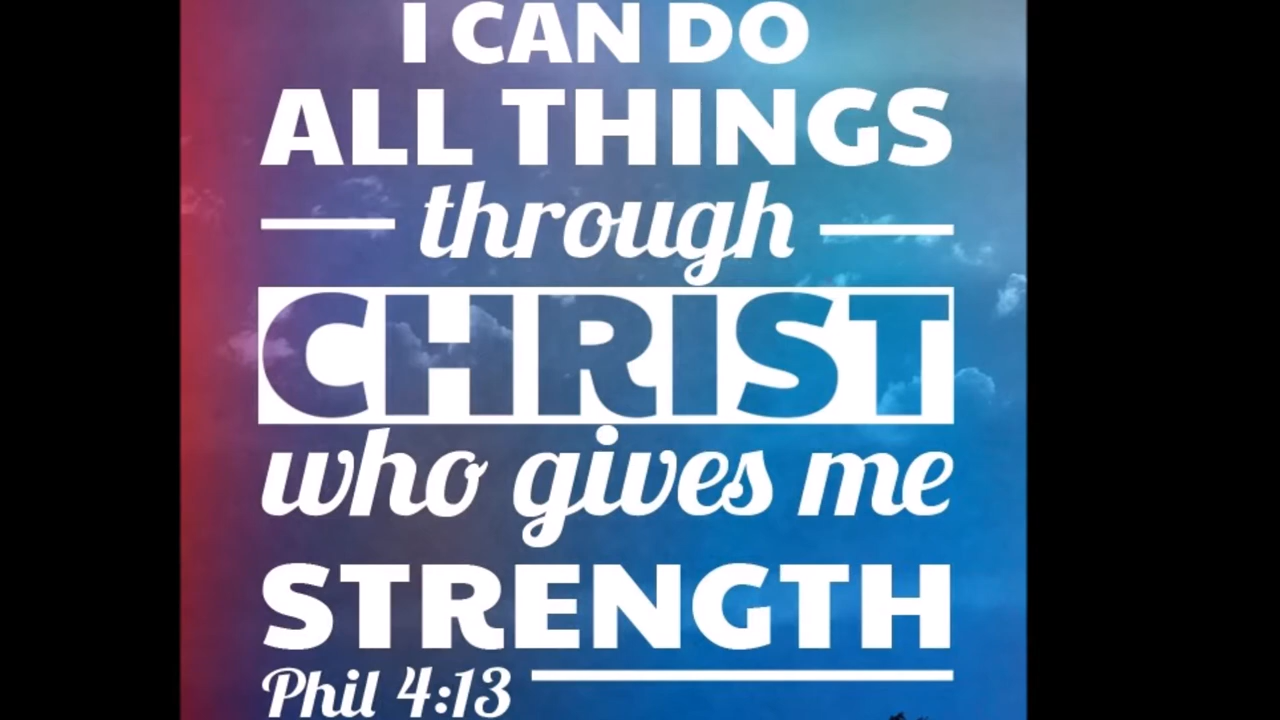 I CAN DO
ALL THINGS
through
CHRIST
who gives me
STRENGTH
Phil 4:13